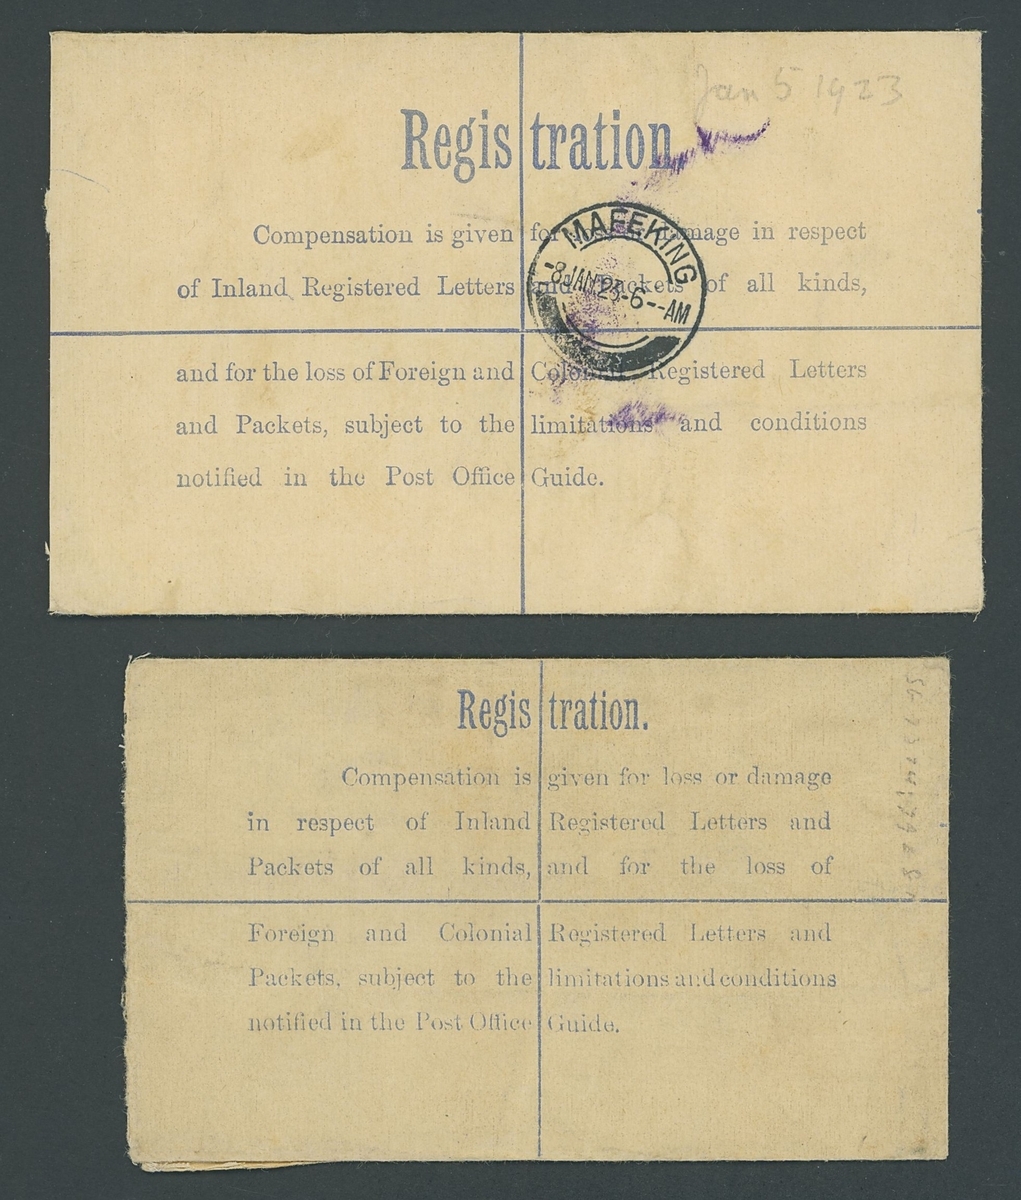 Jan 5 1923
Registration
Compensation is given for loss or damage in respect
of Inland Registered Letters and Packets of all kinds,
MAFEKING
-8 JAN 23-6--AM
and for the loss of Foreign and Colonial Registered Letters
and Packets, subject to the limitations and conditions
notified in the Post Office Guide.
Registration.
Compensation is given for loss or damage
in respect of Inland Registered Letters and
Packets of all kinds, and for the loss of
Foreign and Colonial Registered Letters and
Packets, subject to the limitations and conditions
notified in the Post Office Guide.